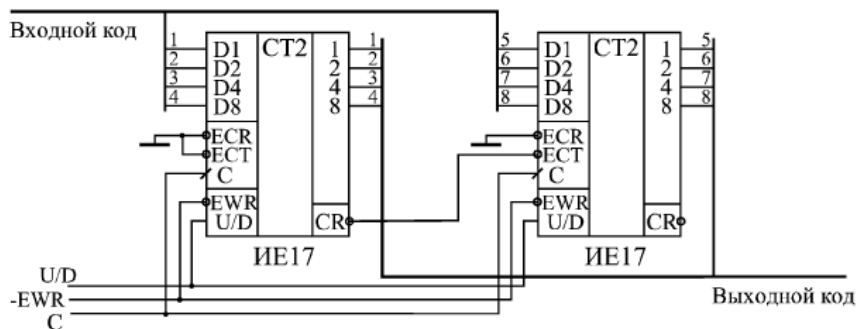 Входной код
1 D1 CT2 1 1
2 D2 2 2
3 D4 4 3
4 D8 8 4
ECR
ECT
C
EWR
U/D CR
ИЕ17
5 D1 CT2 1 5
6 D2 2 6
7 D4 4 7
8 D8 8 8
ECR
ECT
C
EWR
U/D CR
ИЕ17
U/D
-EWR
C
Выходной код